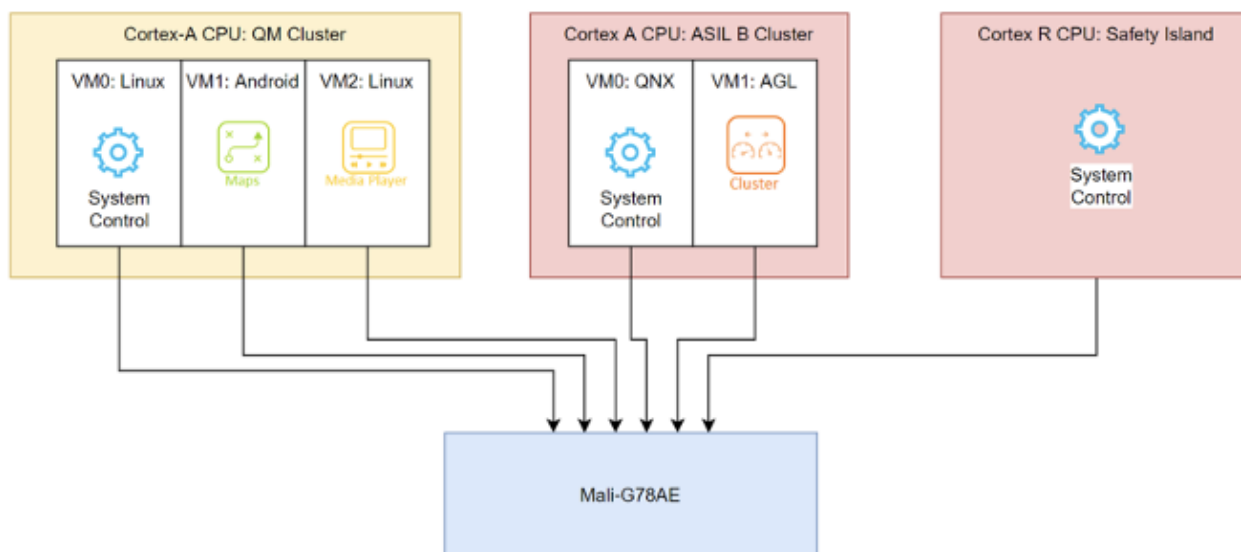 Cortex-A CPU: QM Cluster
VM0: Linux
VM1: Android
VM2: Linux
System
Control
Maps
Media Player
Cortex A CPU: ASIL B Cluster
VM0: QNX
VM1: AGL
System
Control
Cluster
Cortex R CPU: Safety Island
System
Control
Mali-G78AE